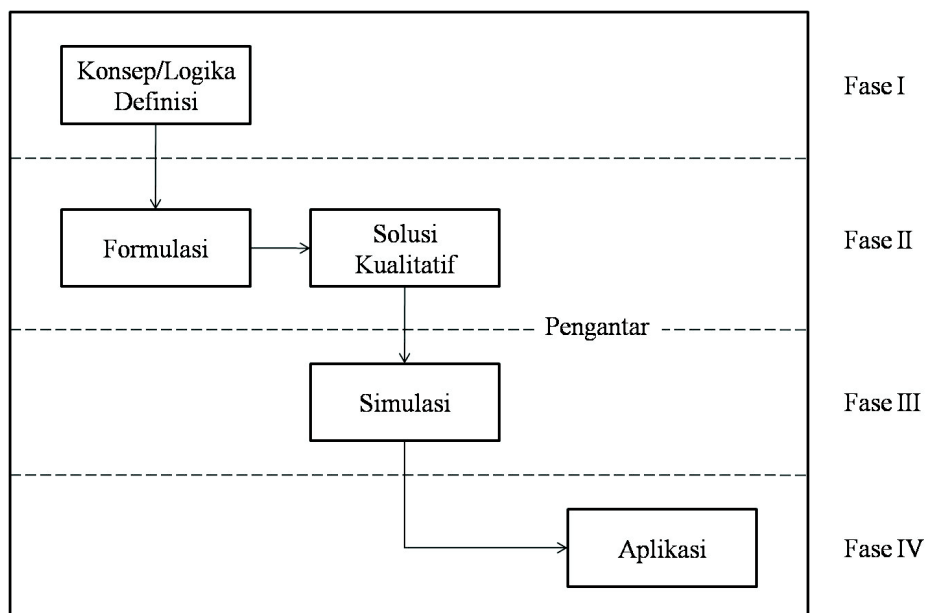 Konsep/Logika
Definisi
Fase I
Formulasi
Solusi
Kualitatif
Fase II
Pengantar
Simulasi
Fase III
Aplikasi
Fase IV